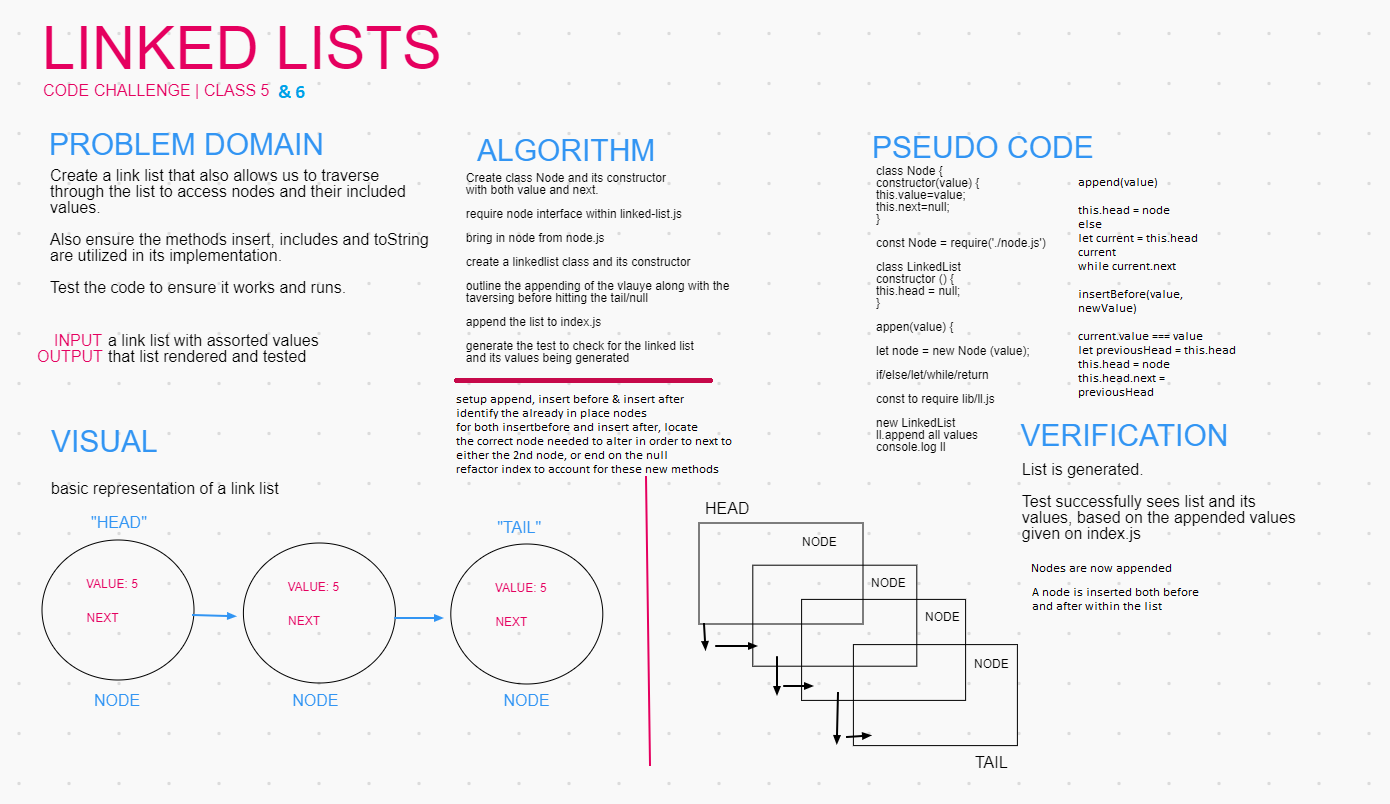 LINKED LISTS
CODE CHALLENGE | CLASS 5 & 6
PROBLEM DOMAIN
Create a link list that also allows us to traverse
through the list to access nodes and their included
values.
Also ensure the methods insert, includes and toString
are utilized in its implementation.
Test the code to ensure it works and runs.
INPUT a link list with assorted values
OUTPUT that list rendered and tested
ALGORITHM
Create class Node and its constructor
with both value and next.
require node interface within linked-list.js
bring in node from node.js
create a linkedlist class and its constructor
outline the appending of the vlauye along with the
taversing before hitting the tail/null
append the list to index.js
generate the test to check for the linked list
and its values being generated
setup append, insert before & insert after
identify the already in place nodes
for both insertbefore and insert after, locate
the correct node needed to alter in order to next to
either the 2nd node, or end on the null
refactor index to account for these new methods
PSEUDO CODE
class Node {
constructor(value) {
this.value=value;
this.next=null;
}
const Node = require('./node.js')
class LinkedList
constructor () {
this.head = null;
}
appen(value) {
let node = new Node (value);
if/else/let/while/return
const to require lib/ll.js
new LinkedList
ll.append all values
console.log ll
append(value)
this.head = node
else
let current = this.head
current
while current.next
insertBefore(value,
newValue)
current.value === value
let previousHead = this.head
this.head = node
this.head.next =
previousHead
VERIFICATION
List is generated.
Test successfully sees list and its
values, based on the appended values
given on index.js
Nodes are now appended
A node is inserted both before
and after within the list
VISUAL
basic representation of a link list
"HEAD"
VALUE: 5
NEXT
NODE
VALUE: 5
NEXT
NODE
"TAIL"
VALUE: 5
NEXT
NODE
HEAD
NODE
NODE
NODE
NODE
TAIL